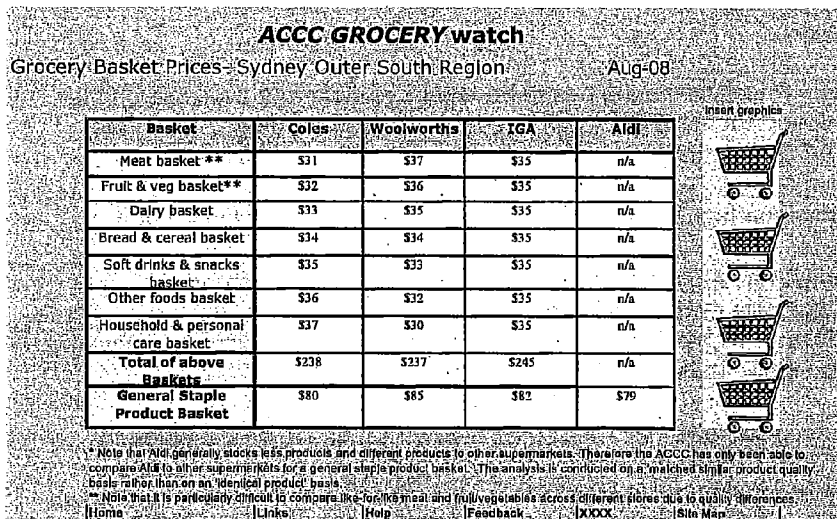 ACCC GROCERY watch
Grocery Basket Prices- Sydney Outer South Region Aug-08
Insert graphics
Basket Coles Woolworths IGA Aldi
Meat basket ** $31 $37 $35 n/a
Fruit & veg basket** $32 $36 $35 n/a
Dairy basket $33 $35 $35 n/a
Bread & cereal basket $34 $34 $35 n/a
Soft drinks & snacks
basket $35 $33 $35 n/a
Other foods basket $36 $32 $35 n/a
Household & personal
care basket $37 $30 $35 n/a
Total of above
Baskets $238 $237 $245 n/a
General Staple
Product Basket $80 $85 $82 $79
* Note that Aldi generally stocks less products and different products to other supermarkets. Therefore the ACCC has only been able to
compare Aldi to other supermarkets for a general staple product basket. The analysis is conducted on a 'matched similar product quality'
basis rather than on an 'identical product' basis.
** Note that it is particularly difficult to compare like-for-like meat and fruit/vegetables across different stores due to quality differences.
Home Links Help Feedback XXXX Site Map